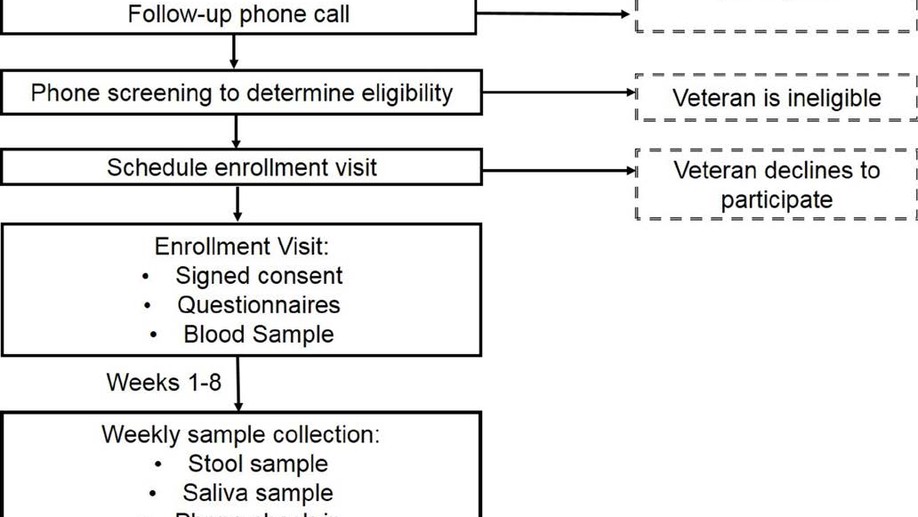 Follow-up phone call
Phone screening to determine eligibility
Veteran is ineligible
Schedule enrollment visit
Veteran declines to
participate
Enrollment Visit:
• Signed consent
• Questionnaires
• Blood Sample
Weeks 1-8
Weekly sample collection:
• Stool sample
• Saliva sample